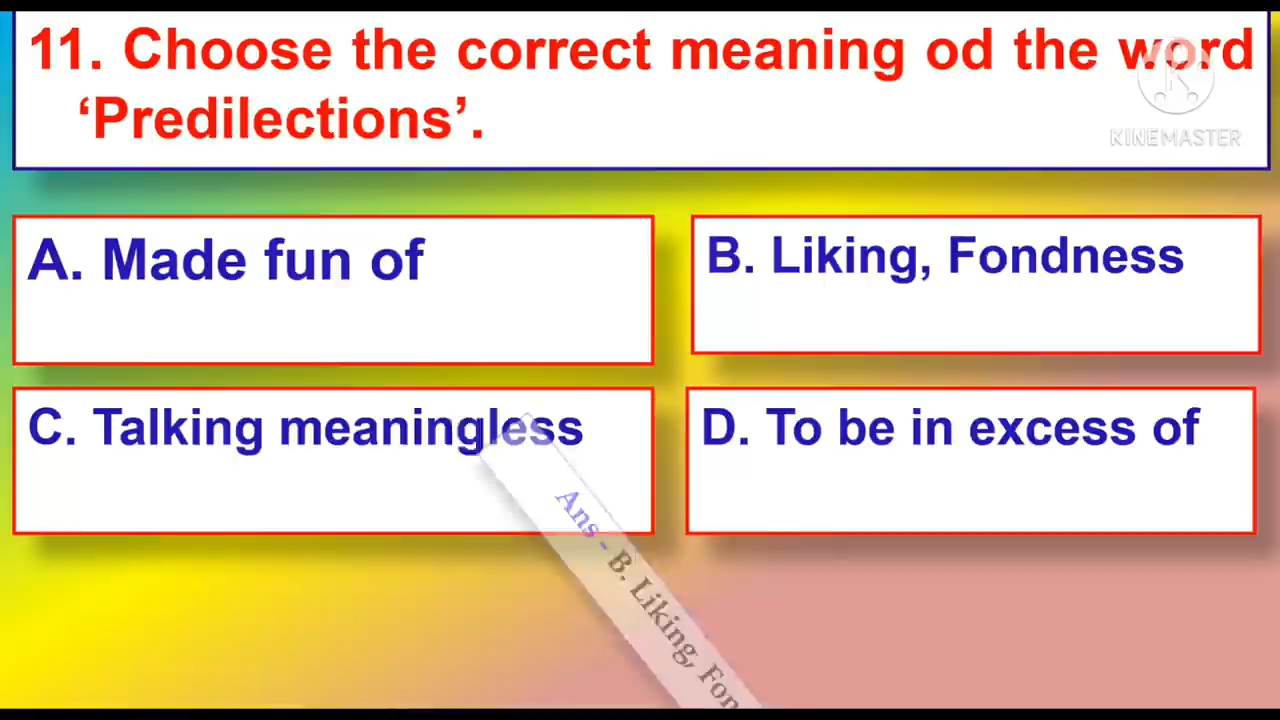 11. Choose the correct meaning od the word
‘Predilections’.
KINEMASTER
A. Made fun of
B. Liking, Fondness
C. Talking meaningless
D. To be in excess of
Ans - B. Liking, Fon